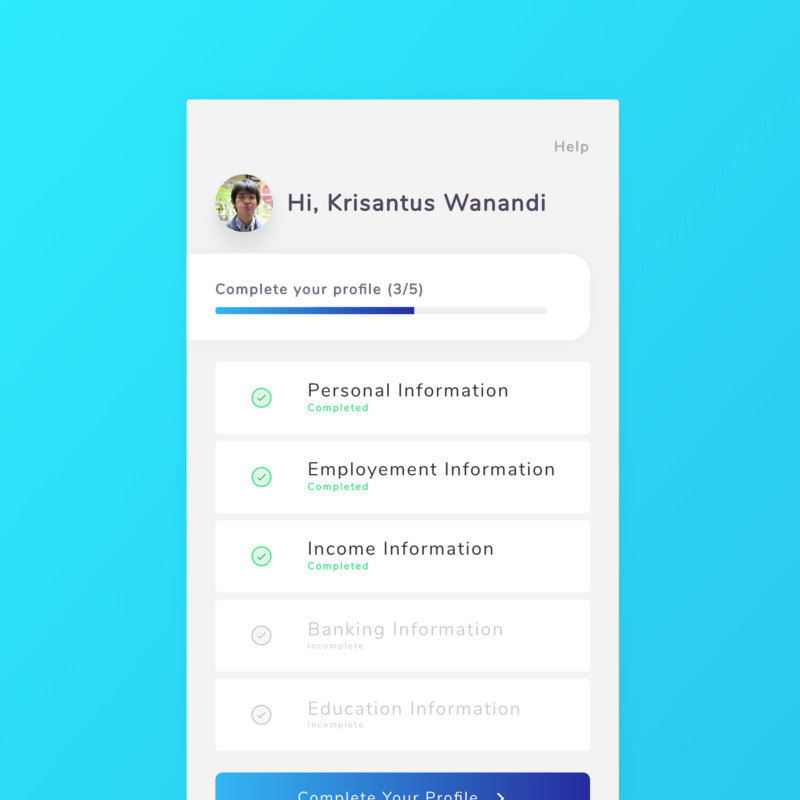 Help
Hi, Krisantus Wanandi
Complete your profile (3/5)
Personal Information
Completed
Employement Information
Completed
Income Information
Completed
Banking Information
Incomplete
Education Information
Incomplete
Complete Your Profile